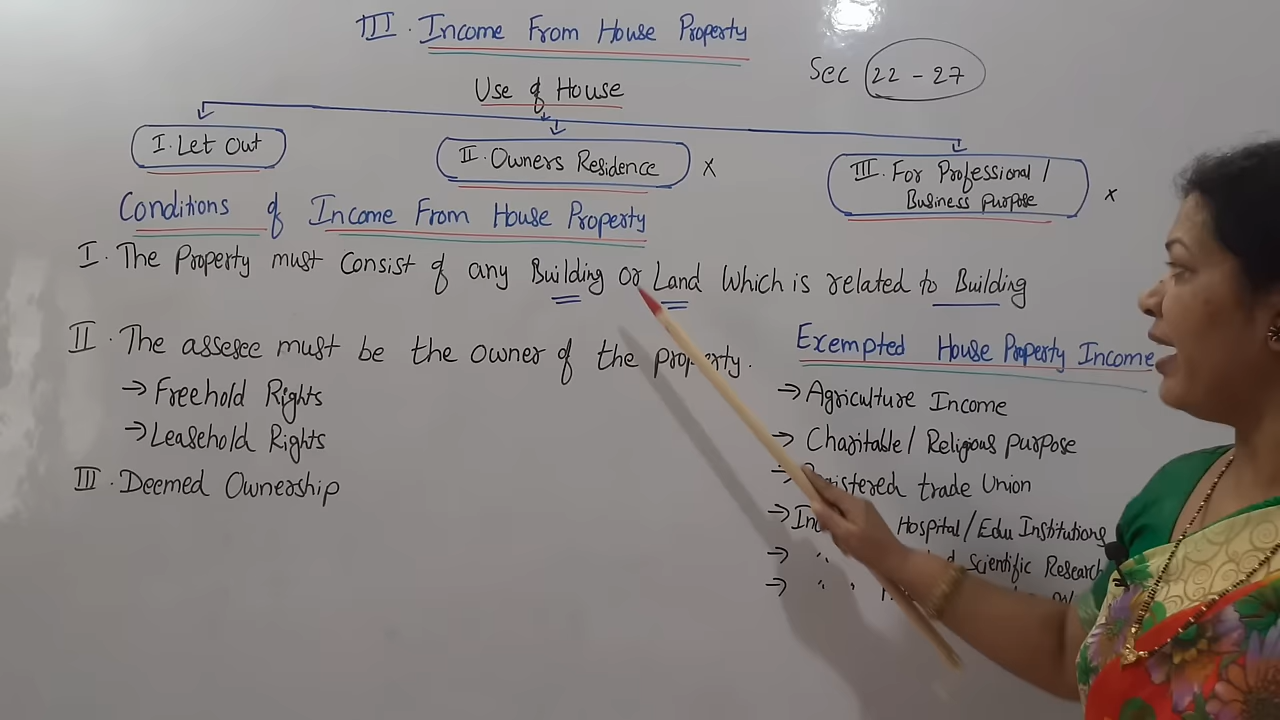 III. Income From House Property
Sec 22 - 27
Use of House
I. Let Out
II. Owners Residence x
III. For Professional /
Business purpose x
Conditions of Income From House Property
I. The Property must Consist of any Building or Land Which is related to Building
II. The assesee must be the owner of the property.
→ Freehold Rights
→ Leasehold Rights
III. Deemed Ownership
Exempted House Property Income
→ Agriculture Income
→ Charitable / Religious purpose
→ trade Union
→ Hospital / Edu Institutions
→ " Scientific Research
→ " "